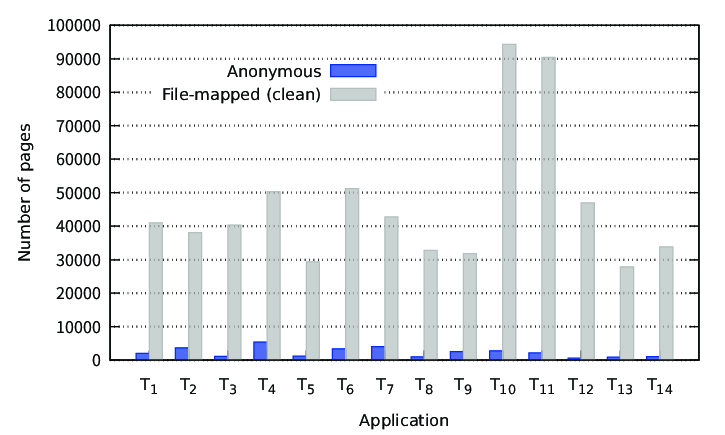 100000
90000
80000
70000
60000
50000
40000
30000
20000
10000
0
Number of pages
Anonymous
File-mapped (clean)
T1 T2 T3 T4 T5 T6 T7 T8 T9 T10 T11 T12 T13 T14
Application